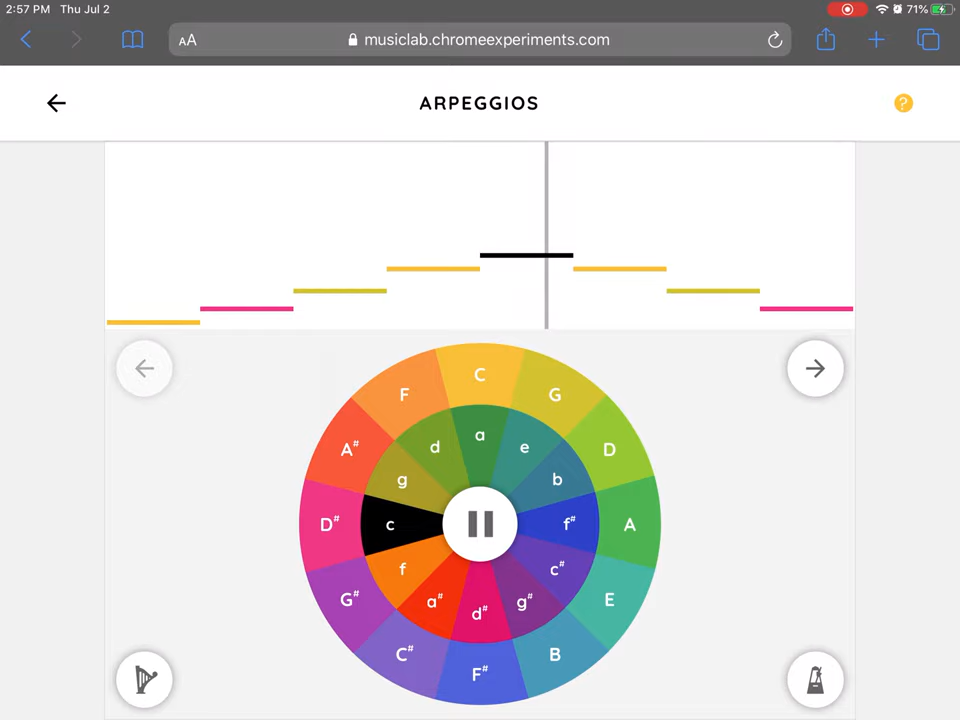 2:57 PM Thu Jul 2 71%
AA musiclab.chromeexperiments.com
ARPEGGIOS ?
C
F G
a
d e
A# D
g b
D# c f# A
f c#
G# a# g# E
d#
C# B
F#